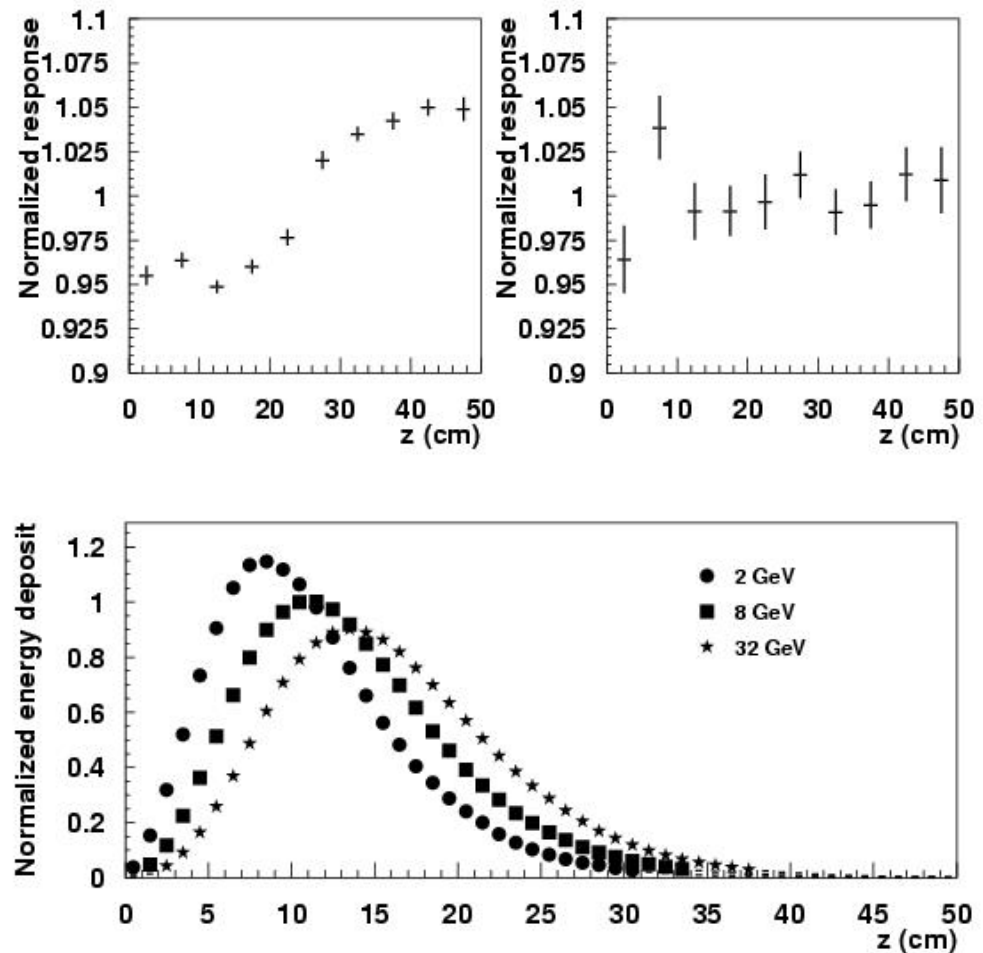 Normalized response
1.1
1.075
1.05
1.025
1
0.975
0.95
0.925
0.9
0 10 20 30 40 50
z (cm)
Normalized response
1.1
1.075
1.05
1.025
1
0.975
0.95
0.925
0.9
0 10 20 30 40 50
z (cm)
Normalized energy deposit
1.2
1
0.8
0.6
0.4
0.2
0
2 GeV
8 GeV
32 GeV
0 5 10 15 20 25 30 35 40 45 50
z (cm)